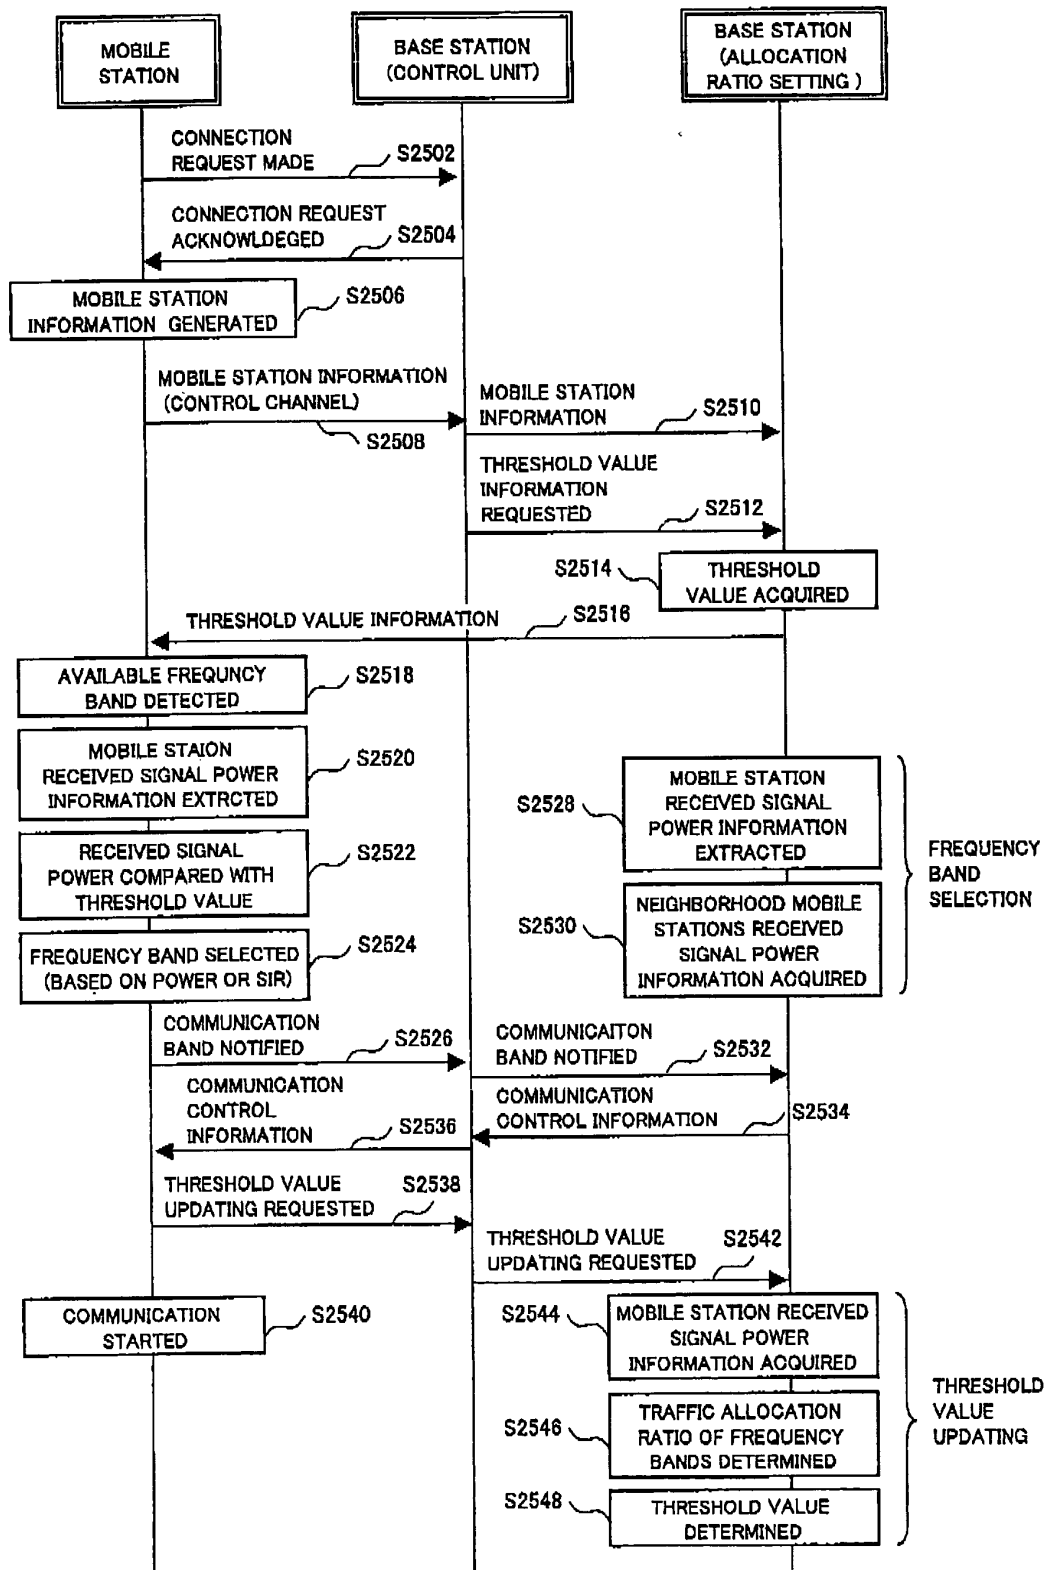 MOBILE
STATION
BASE STATION
(CONTROL UNIT)
BASE STATION
(ALLOCATION
RATIO SETTING )
CONNECTION
REQUEST MADE
S2502
CONNECTION REQUEST
ACKNOWLDEGED
S2504
MOBILE STATION
INFORMATION GENERATED
S2506
MOBILE STATION INFORMATION
(CONTROL CHANNEL)
S2508
MOBILE STATION
INFORMATION
S2510
THRESHOLD VALUE
INFORMATION
REQUESTED
S2512
S2514
THRESHOLD
VALUE ACQUIRED
THRESHOLD VALUE INFORMATION
S2516
AVAILABLE FREQUNCY
BAND DETECTED
S2518
MOBILE STAION
RECEIVED SIGNAL POWER
INFORMATION EXTRCTED
S2520
RECEIVED SIGNAL
POWER COMPARED WITH
THRESHOLD VALUE
S2522
FREQUENCY BAND SELECTED
(BASED ON POWER OR SIR)
S2524
S2528
MOBILE STATION
RECEIVED SIGNAL
POWER INFORMATION
EXTRACTED
S2530
NEIGHBORHOOD MOBILE
STATIONS RECEIVED
SIGNAL POWER
INFORMATION ACQUIRED
FREQUENCY
BAND
SELECTION
COMMUNICATION
BAND NOTIFIED
S2526
COMMUNICAITON
BAND NOTIFIED
S2532
COMMUNICATION
CONTROL INFORMATION
S2534
COMMUNICATION
CONTROL
INFORMATION
S2536
THRESHOLD VALUE
UPDATING REQUESTED
S2538
THRESHOLD VALUE
UPDATING REQUESTED
S2542
COMMUNICATION
STARTED
S2540
S2544
MOBILE STATION RECEIVED
SIGNAL POWER
INFORMATION ACQUIRED
S2546
TRAFFIC ALLOCATION
RATIO OF FREQUENCY
BANDS DETERMINED
S2548
THRESHOLD VALUE
DETERMINED
THRESHOLD
VALUE
UPDATING